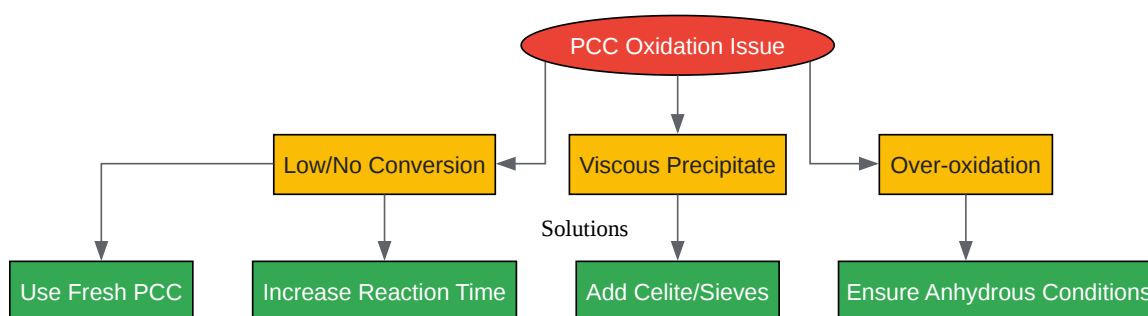 PCC Oxidation Issue
Low/No Conversion
Viscous Precipitate
Over-oxidation
Solutions
Use Fresh PCC
Increase Reaction Time
Add Celite/Sieves
Ensure Anhydrous Conditions